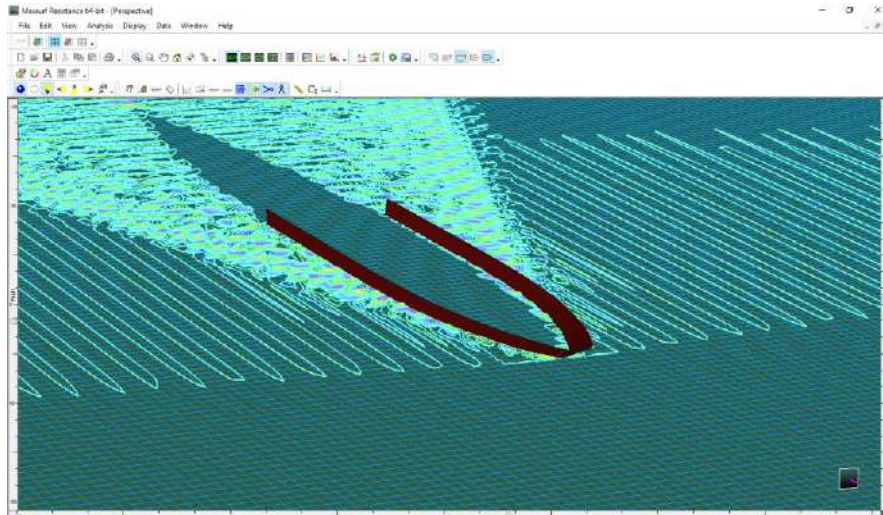 Maxsurf Resistance 64-bit - [Perspective]
File Edit View Analysis Display Data Window Help